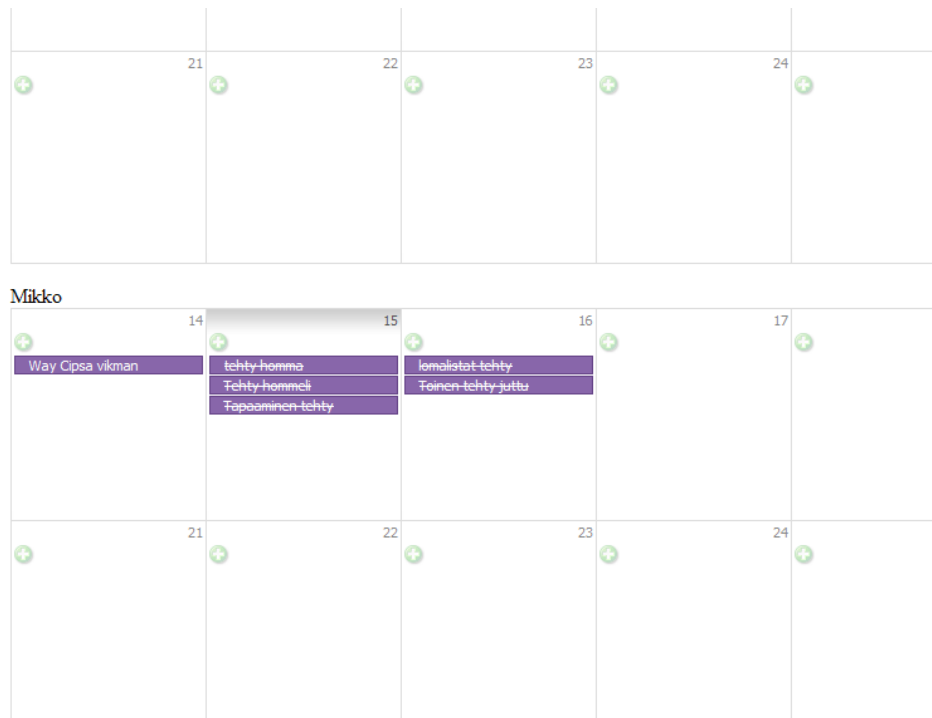 21 22 23 24
Mikko
14 15 16 17
Way Cipsa vikman tehty homma lomalistat tehty
Tehty hommeli Toinen tehty juttu
Tapaaminen tehty
21 22 23 24